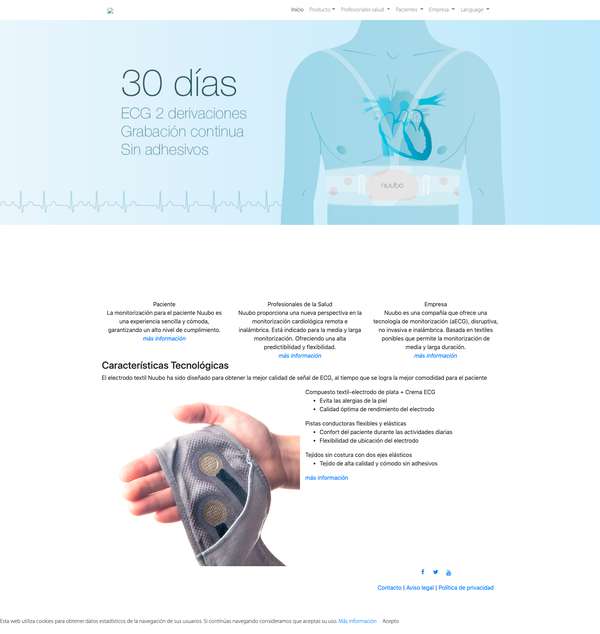 Inicio Producto Profesionales salud Pacientes Empresa Language
30 días
ECG 2 derivaciones
Grabación continua
Sin adhesivos
nuubo
Paciente
La monitorización para el paciente Nuubo es
una experiencia sencilla y cómoda,
garantizando un alto nivel de cumplimiento.
más información
Profesionales de la Salud
Nuubo proporciona una nueva perspectiva en la
monitorización cardiológica remota e
inalámbrica. Está indicado para la media y larga
monitorización. Ofreciendo una alta
predictibilidad y flexibilidad.
más información
Empresa
Nuubo es una compañía que ofrece una
tecnología de monitorización (aECG), disruptiva,
no invasiva e inalámbrica. Basada en textiles
ponibles que permite la monitorización de
media y larga duración.
más información
Características Tecnológicas
El electrodo textil Nuubo ha sido diseñado para obtener la mejor calidad de señal de ECG, al tiempo que se logra la mejor comodidad para el paciente
Compuesto textil-electrodo de plata + Crema ECG
Evita las alergias de la piel
Calidad óptima de rendimiento del electrodo
Pistas conductoras flexibles y elásticas
Confort del paciente durante las actividades diarias
Flexibilidad de ubicación del electrodo
Tejidos sin costura con dos ejes elásticos
Tejido de alta calidad y cómodo sin adhesivos
más información
Contacto | Aviso legal | Política de privacidad
Esta web utiliza cookies para obtener datos estadísticos de la navegación de sus usuarios. Si continúas navegando consideramos que aceptas su uso. Más información Acepto